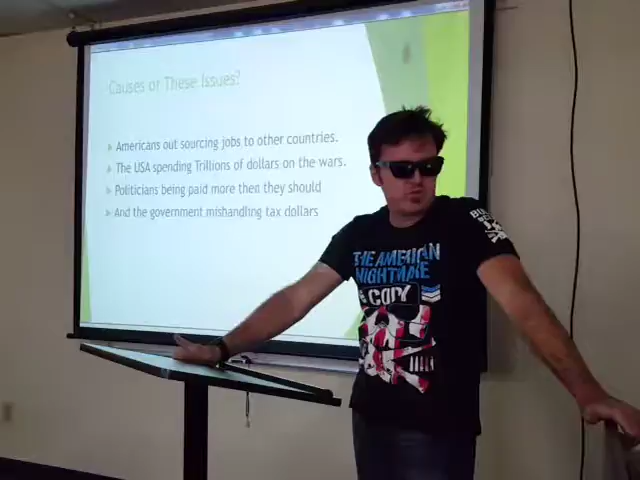 Causes of These Issues?
Americans out sourcing jobs to other countries.
The USA spending Trillions of dollars on the wars.
Politicians being paid more then they should
And the government mishandling tax dollars
THE AMERICAN
NIGHTMARE
CODY